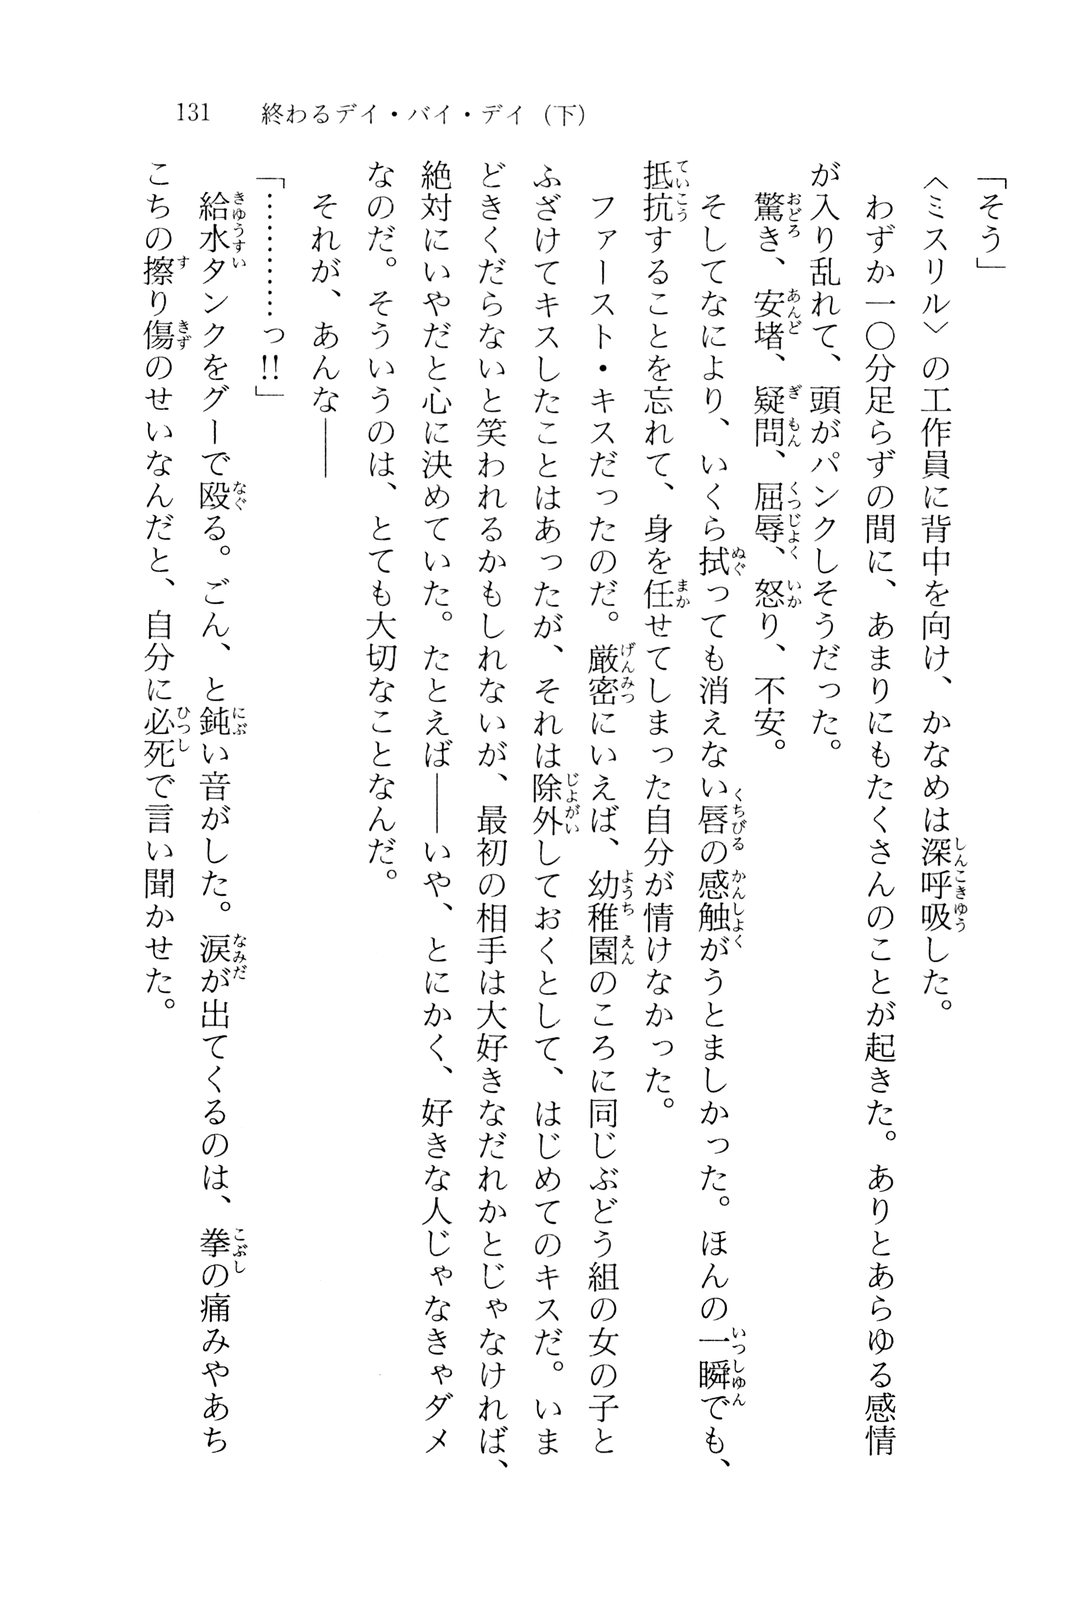 131　終わるデイ・バイ・デイ（下）
「そう」
〈ミスリル〉の工作員に背中を向け、かなめは深呼吸した。
わずか一〇分足らずの間に、あまりにもたくさんのことが起きた。ありとあらゆる感情
が入り乱れて、頭がパンクしそうだった。
驚き、安堵、疑問、屈辱、怒り、不安。
そしてなにより、いくら拭っても消えない唇の感触がうとましかった。ほんの一瞬でも、
抵抗することを忘れて、身を任せてしまった自分が情けなかった。
ファースト・キスだったのだ。厳密にいえば、幼稚園のころに同じぶどう組の女の子と
ふざけてキスしたことはあったが、それは除外しておくとして、はじめてのキスだ。いま
どきくだらないと笑われるかもしれないが、最初の相手は大好きなだれかとじゃなければ、
絶対にいやだと心に決めていた。たとえば――いや、とにかく、好きな人じゃなきゃダメ
なのだ。そういうのは、とても大切なことなんだ。
それが、あんな――
「…………っ!!」
給水タンクをグーで殴る。ごん、と鈍い音がした。涙が出てくるのは、拳の痛みやあち
こちの擦り傷のせいなんだと、自分に必死で言い聞かせた。